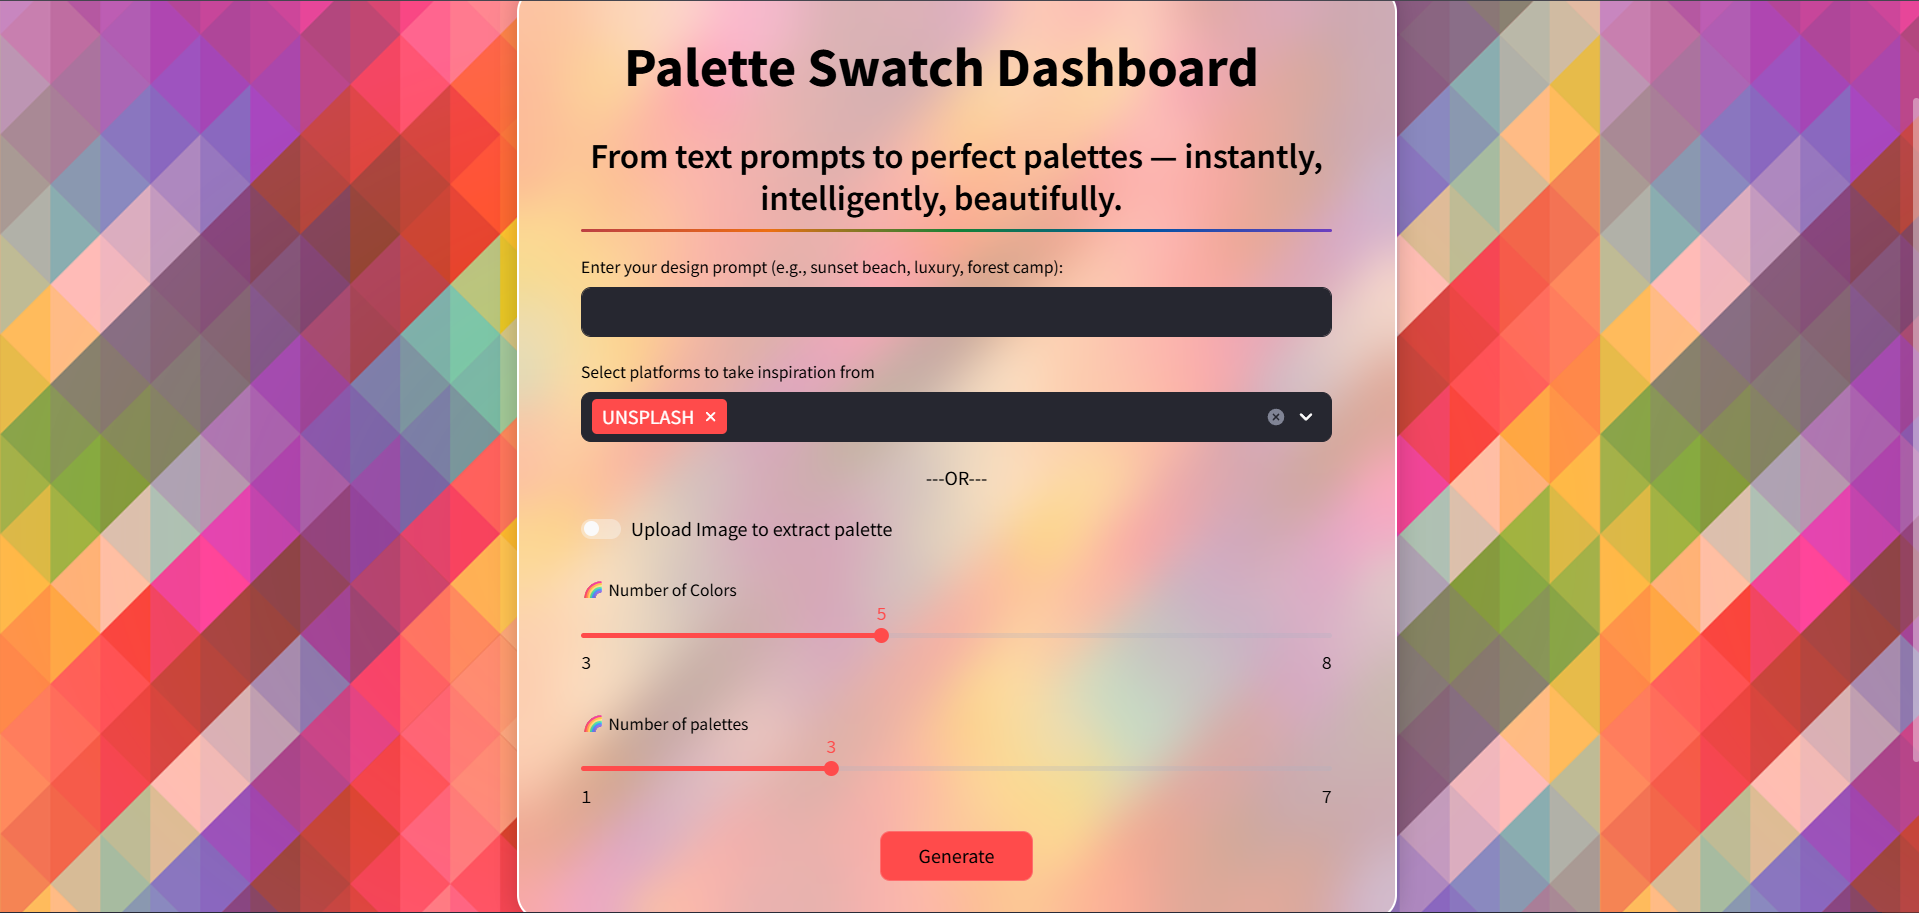 Palette Swatch Dashboard
From text prompts to perfect palettes — instantly,
intelligently, beautifully.
Enter your design prompt (e.g., sunset beach, luxury, forest camp):
Select platforms to take inspiration from
UNSPLASH
---OR---
Upload Image to extract palette
Number of Colors
5
3 8
Number of palettes
3
1 7
Generate